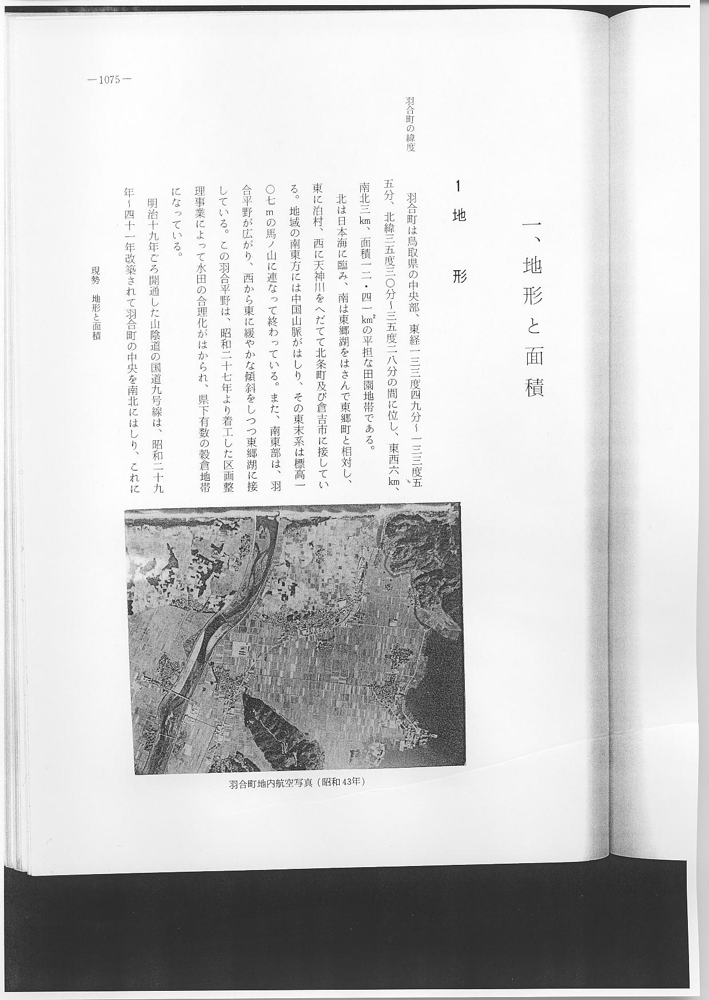 一、地形と面積
1 地形
羽合町の緯度
羽合町は鳥取県の中央部、東経一三三度四九分～一三三度五
五分、北緯三五度三〇分～三五度二八分の間に位し、東西六km、
南北三km、面積一二・四一km²の平担な田園地帯である。
北は日本海に臨み、南は東郷湖をはさんで東郷町と相対し、
東に泊村、西に天神川をへだてて北条町及び倉吉市に接してい
る。地域の南東方には中国山脈がはしり、その東末系は標高一
〇七mの馬ノ山に連なって終わっている。また、南東部は、羽
合平野が広がり、西から東に緩やかな傾斜をしつつ東郷湖に接
している。この羽合平野は、昭和二十七年より着工した区画整
理事業によって水田の合理化がはかられ、県下有数の穀倉地帯
になっている。
明治十九年ごろ開通した山陰道の国道九号線は、昭和二十九
年～四十一年改築されて羽合町の中央を南北にはしり、これに
羽合町地内航空写真(昭和43年)
現勢 地形と面積
—1075—